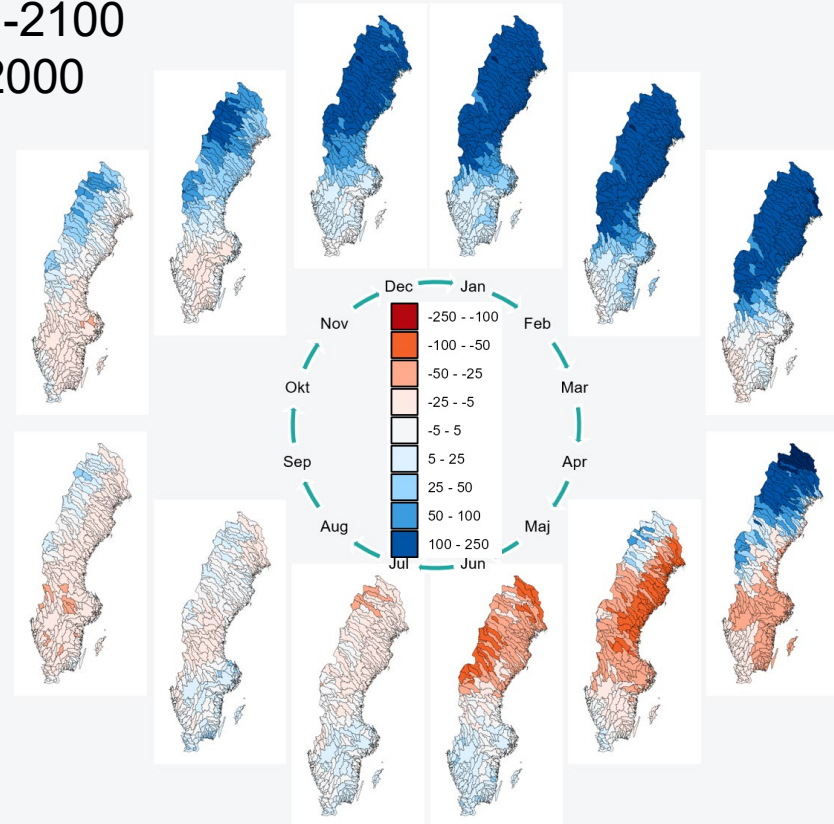 -2100
2000
Dec
Jan
Nov
Feb
Okt
Mar
Sep
Apr
Aug
Maj
Jul
Jun
-250 - -100
-100 - -50
-50 - -25
-25 - -5
-5 - 5
5 - 25
25 - 50
50 - 100
100 - 250